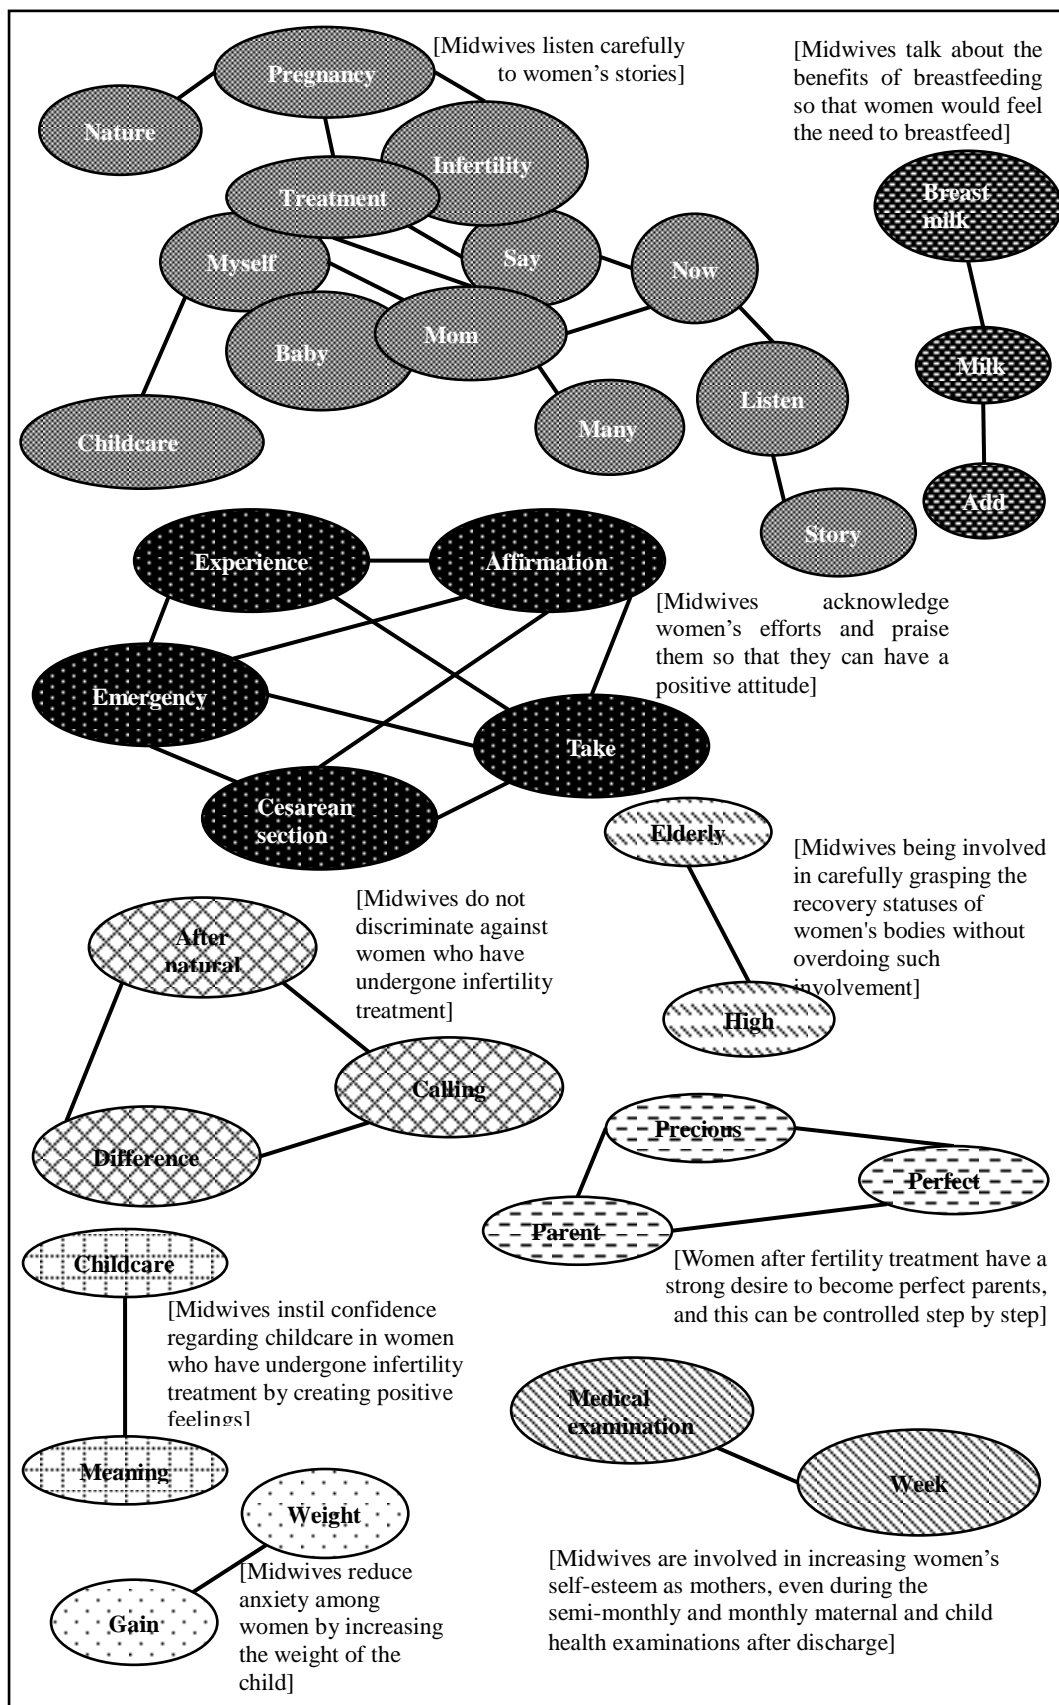 Pregnancy
[Midwives listen carefully
to women’s stories]
[Midwives talk about the
benefits of breastfeeding
so that women would feel
the need to breastfeed]
Nature
Infertility
Treatment
Breast
milk
Myself
Say
Now
Baby
Mom
Milk
Listen
Many
Childcare
Add
Story
Experience
Affirmation
[Midwives acknowledge
women’s efforts and praise
them so that they can have a
positive attitude]
Emergency
Take
Cesarean
section
Elderly
[Midwives being involved
in carefully grasping the
recovery statuses of
women's bodies without
overdoing such
involvement]
High
[Midwives do not
discriminate against
women who have
undergone infertility
treatment]
After
natural
Calling
Difference
Precious
Perfect
Parent
[Women after fertility treatment have a
strong desire to become perfect parents,
and this can be controlled step by step]
Childcare
[Midwives instil confidence
regarding childcare in women
who have undergone infertility
treatment by creating positive
feelings]
Meaning
Medical
examination
Week
[Midwives are involved in increasing women’s
self-esteem as mothers, even during the
semi-monthly and monthly maternal and child
health examinations after discharge]
Weight
Gain
[Midwives reduce
anxiety among
women by increasing
the weight of the
child]